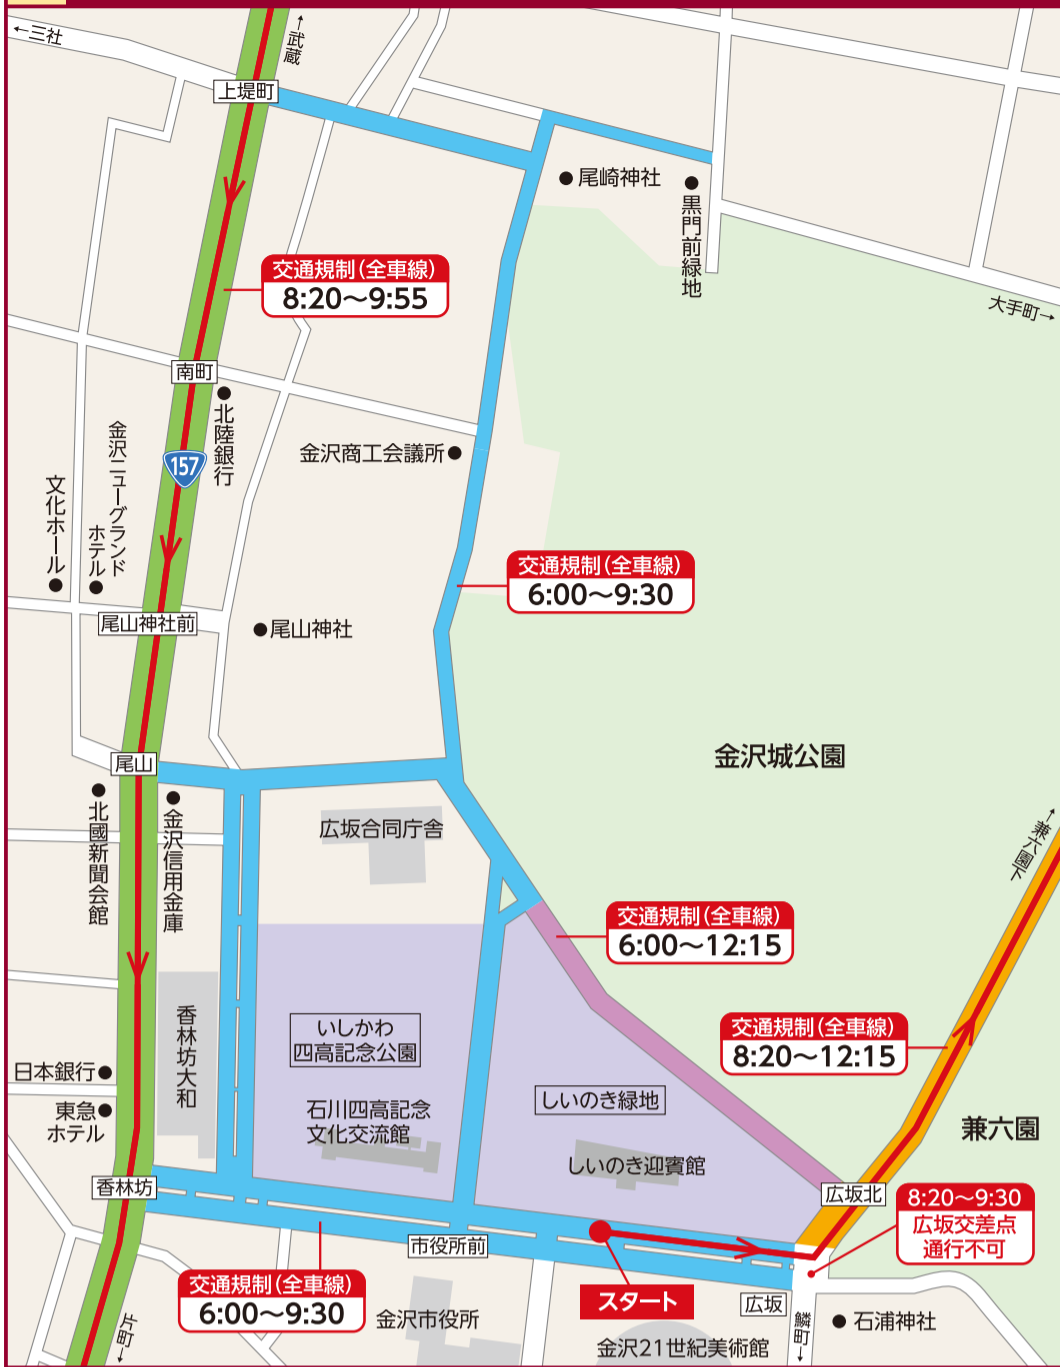 ←三社
↑武蔵
上堤町
尾崎神社
黒門前緑地
交通規制（全車線）
8:20〜9:55
大手町→
南町
北陸銀行
金沢ニューグランド
ホテル
文化ホール
157
金沢商工会議所
交通規制（全車線）
6:00〜9:30
尾山神社前
尾山神社
金沢城公園
尾山
北國新聞会館
金沢信用金庫
広坂合同庁舎
↑兼六園下
交通規制（全車線）
6:00〜12:15
香林坊大和
いしかわ
四高記念公園
交通規制（全車線）
8:20〜12:15
日本銀行
東急
ホテル
石川四高記念
文化交流館
しいのき緑地
兼六園
しいのき迎賓館
香林坊
広坂北
8:20〜9:30
広坂交差点
通行不可
市役所前
交通規制（全車線）
6:00〜9:30
スタート
広坂
片町→
金沢市役所
鱗町→
石浦神社
金沢21世紀美術館